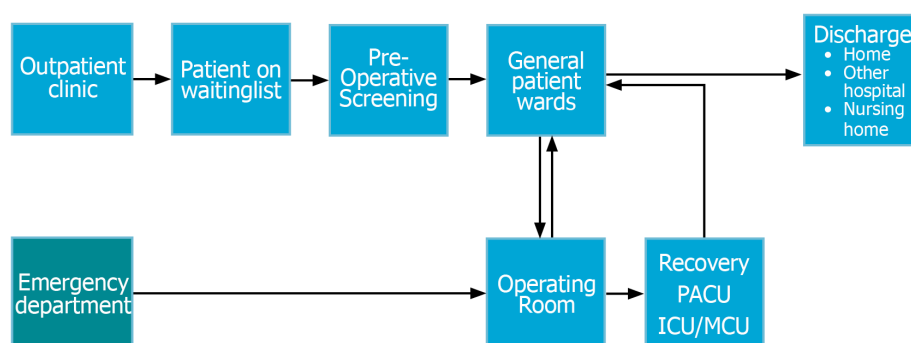 Outpatient
clinic
Patient on
waitinglist
Pre-
Operative
Screening
General
patient
wards
Discharge
• Home
• Other
hospital
• Nursing
home
Emergency
department
Operating
Room
Recovery
PACU
ICU/MCU